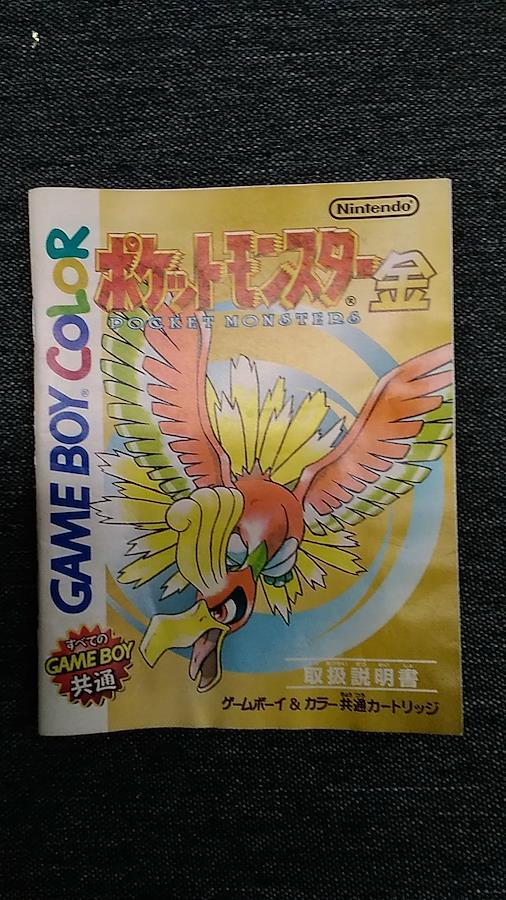 Nintendo®
ポケットモンスター®金
POCKET MONSTERS
GAME BOY® COLOR
すべての
GAME BOY
共通
取扱説明書
ゲームボーイ&カラー共通カートリッジ